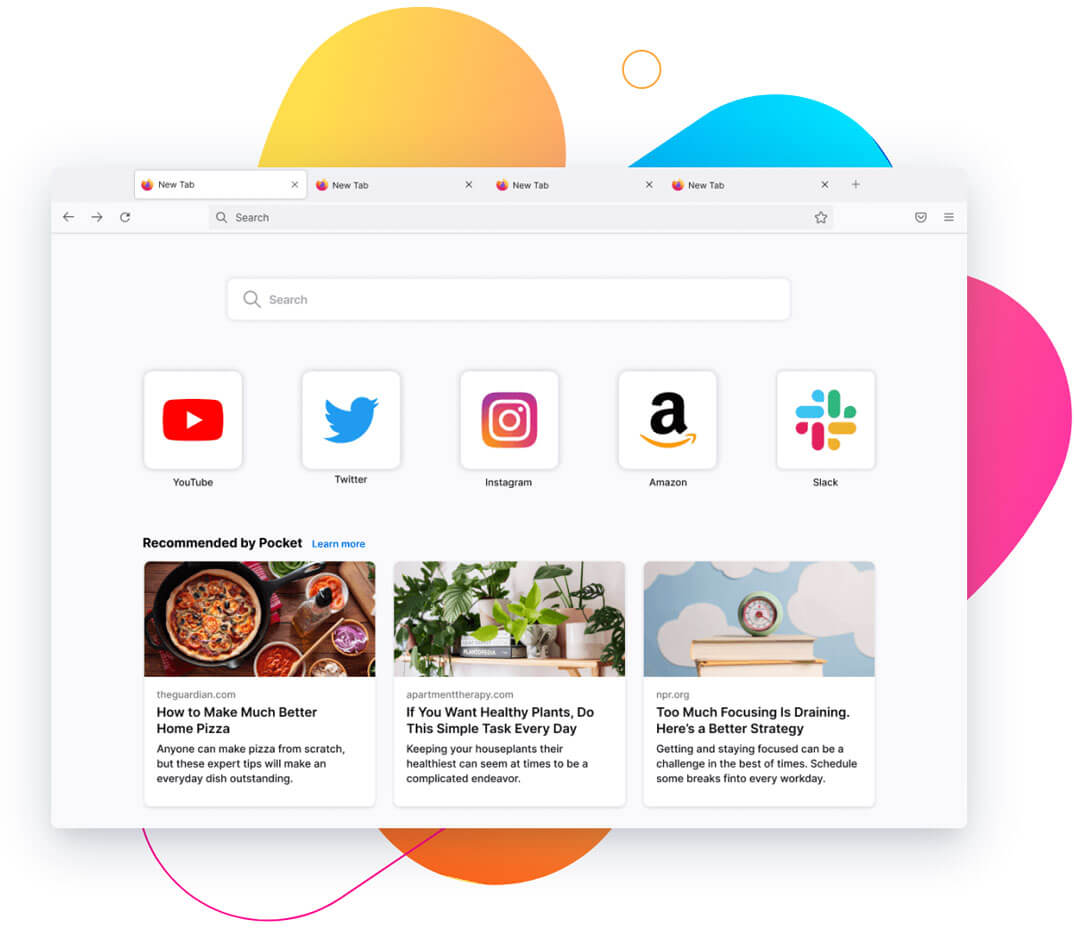 New Tab
New Tab
New Tab
New Tab
Search
Search
YouTube
Twitter
Instagram
Amazon
Slack
Recommended by Pocket Learn more
PLANTOPEDIA
theguardian.com
How to Make Much Better
Home Pizza
Anyone can make pizza from scratch,
but these expert tips will make an
everyday dish outstanding.
apartmenttherapy.com
If You Want Healthy Plants, Do
This Simple Task Every Day
Keeping your houseplants their
healthiest can seem at times to be a
complicated endeavor.
npr.org
Too Much Focusing Is Draining.
Here's a Better Strategy
Getting and staying focused can be a
challenge in the best of times. Schedule
some breaks finto every workday.